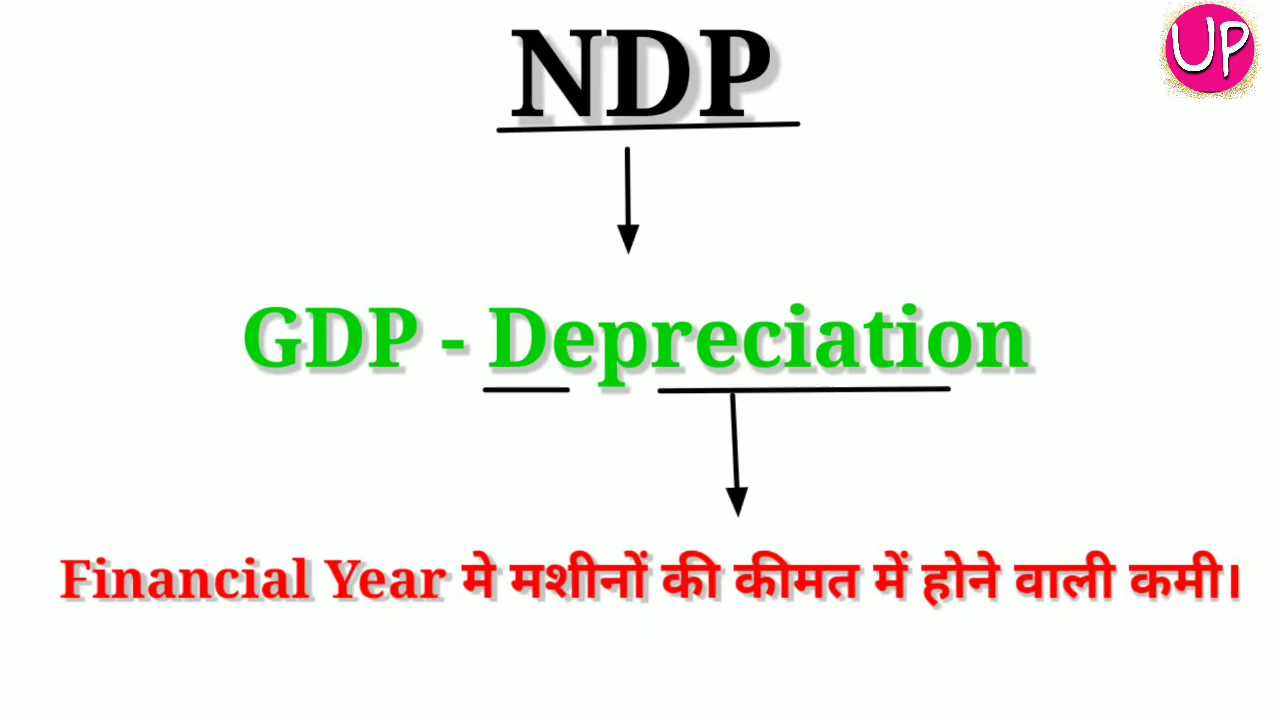 NDP
UP
GDP - Depreciation
Financial Year मे मशीनों की कीमत में होने वाली कमी।